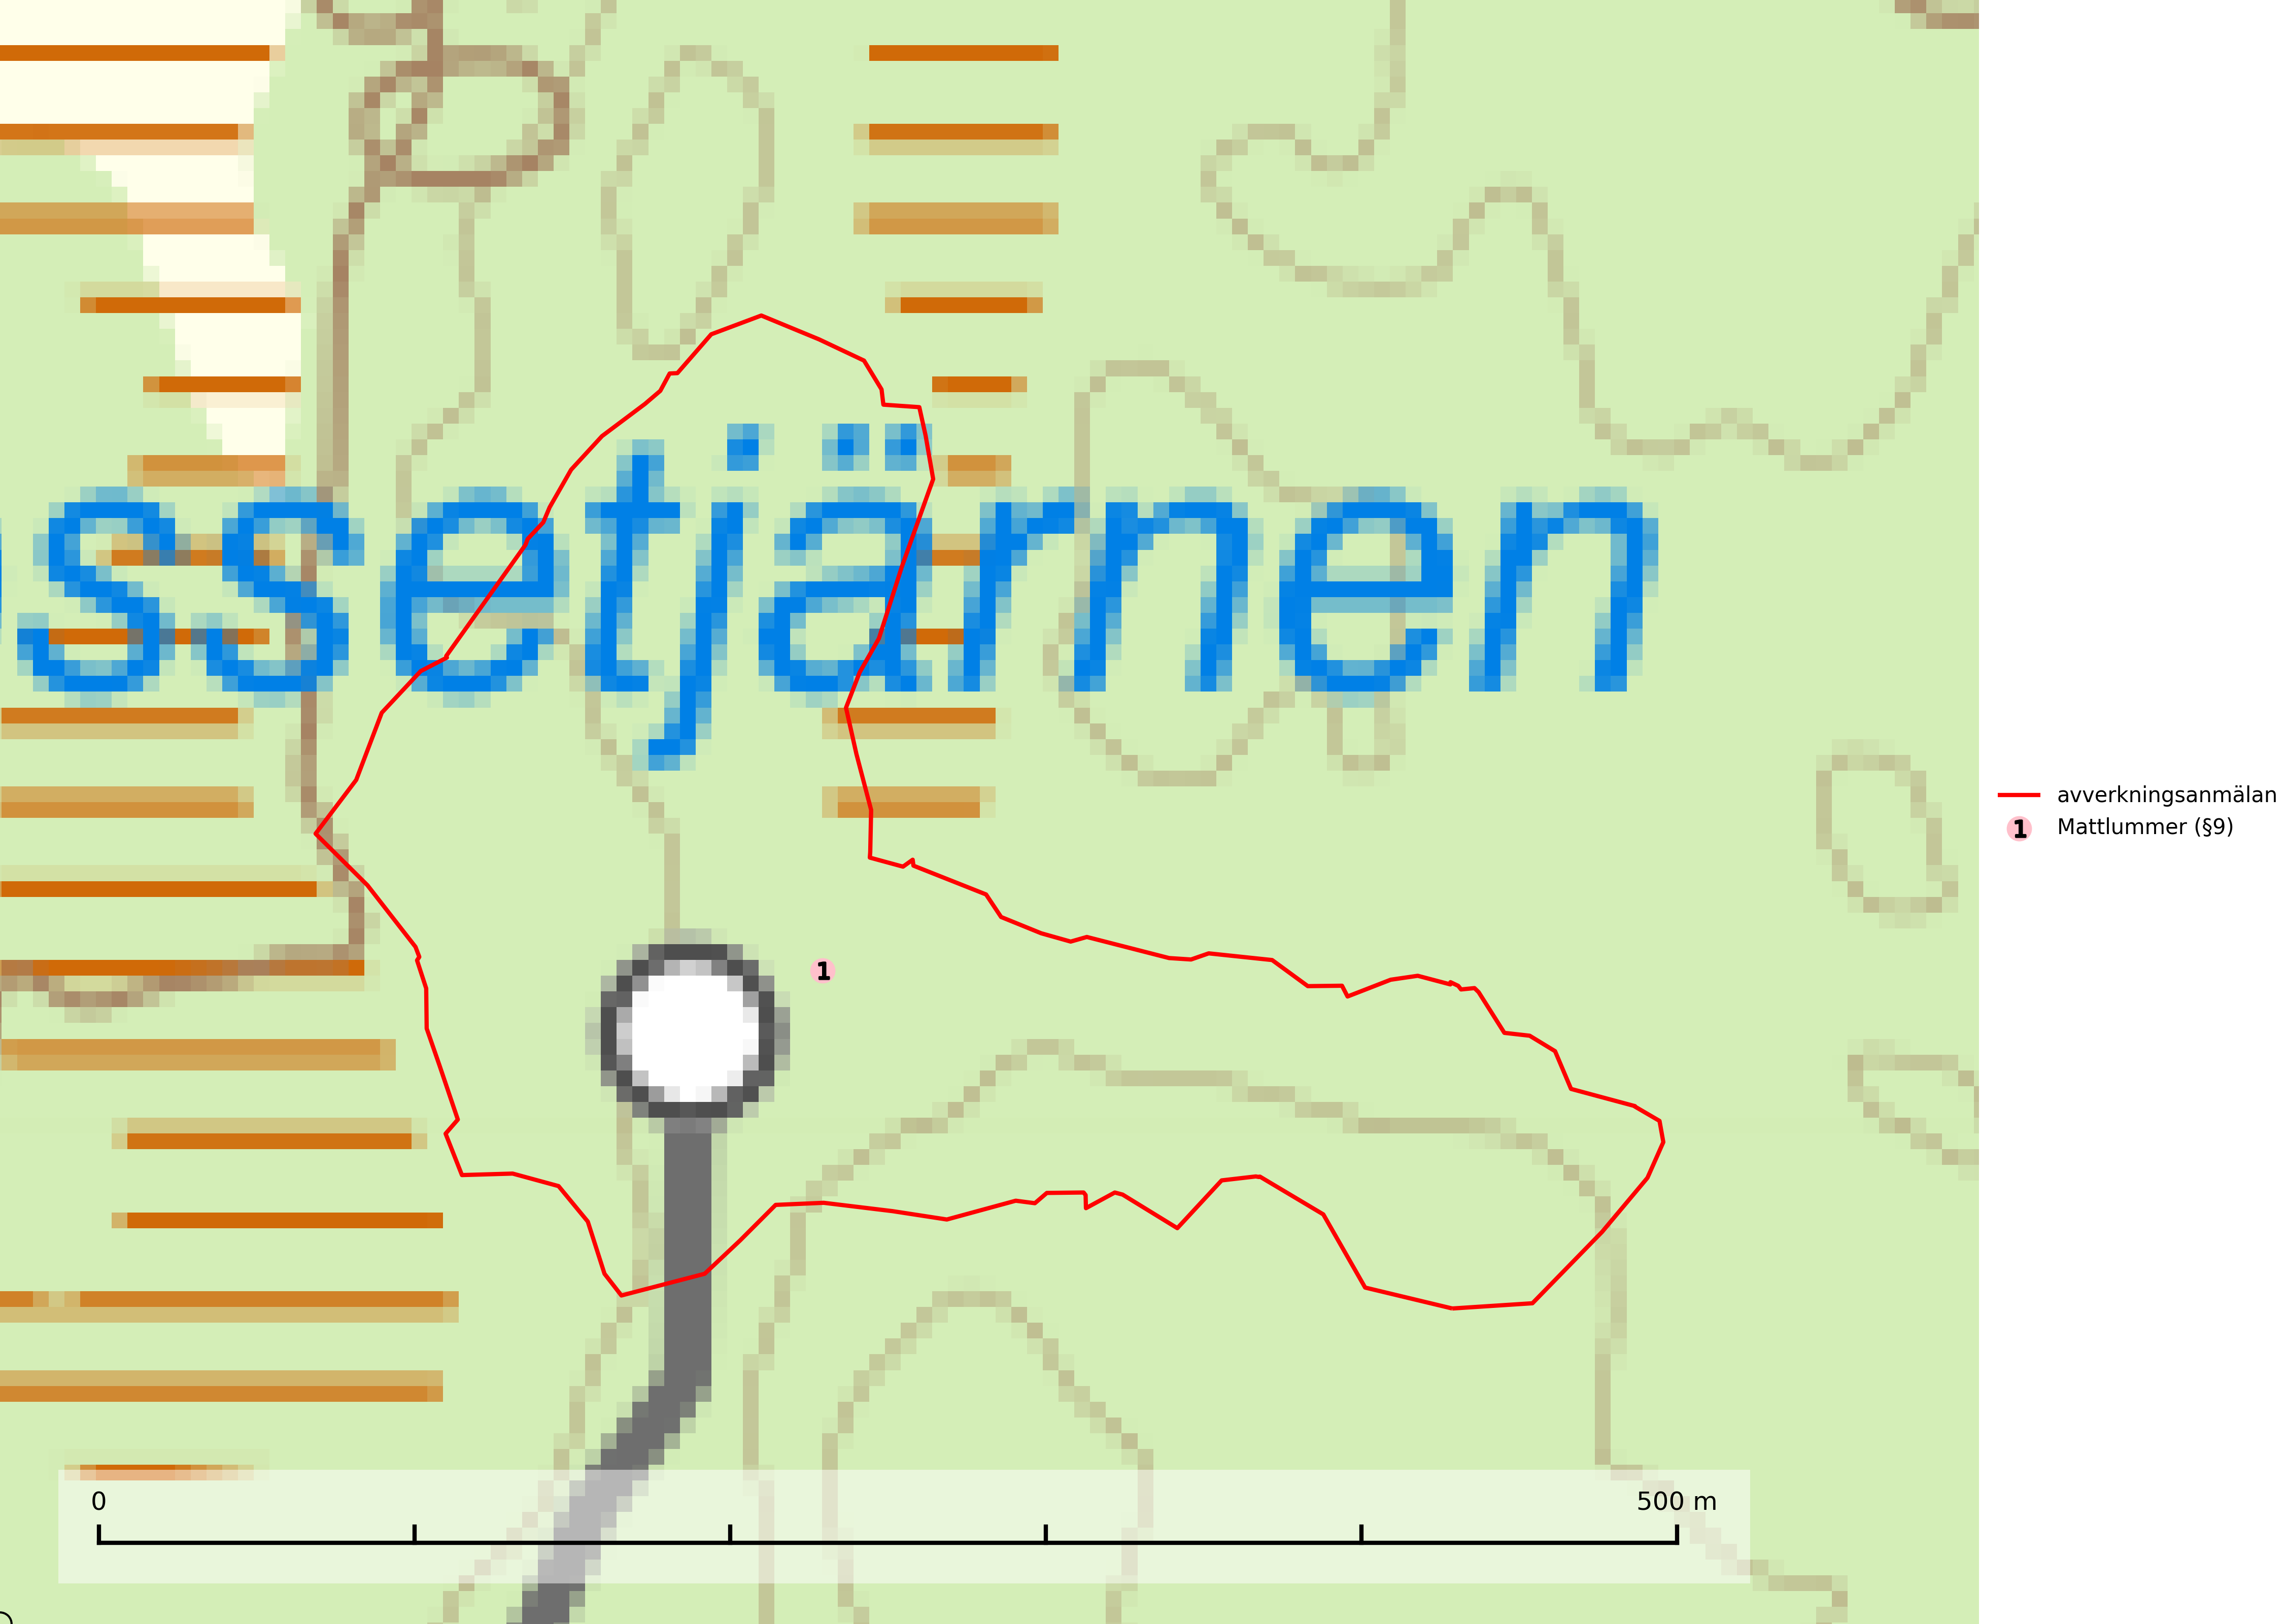 ssetjärnen
avverkningsanmälan
1 Mattlummer (§9)
1
0 500 m